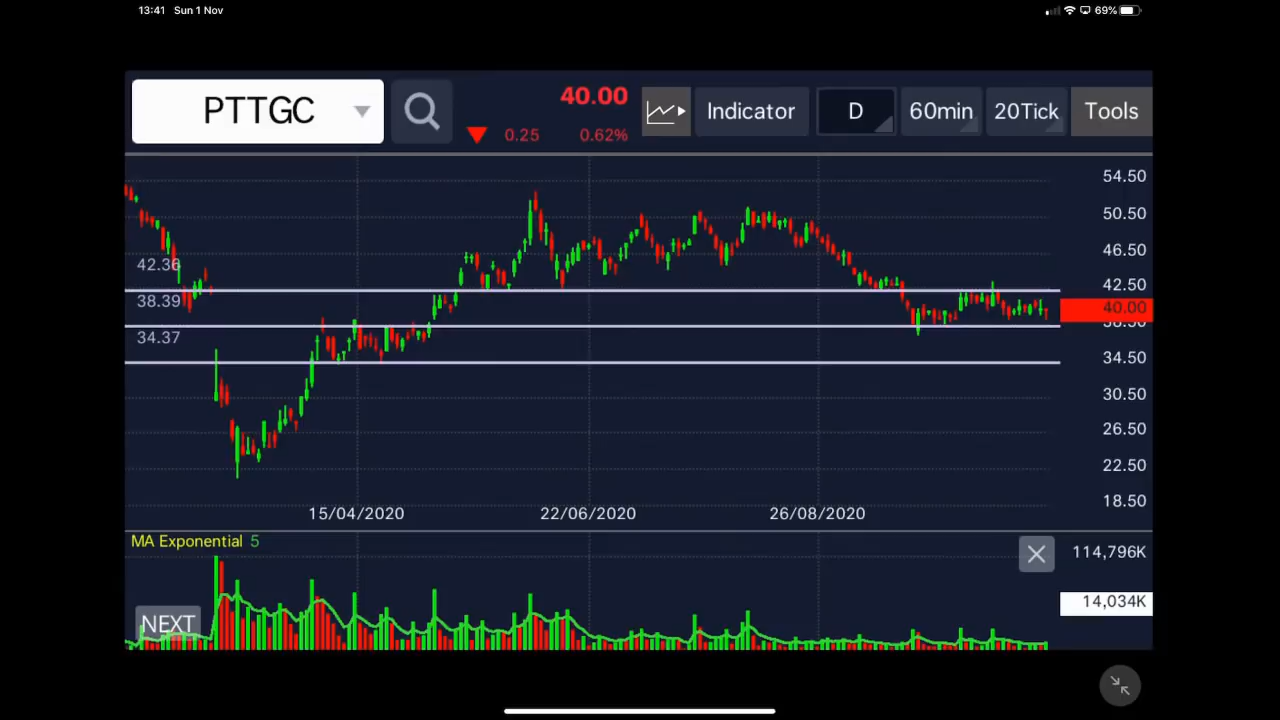 13:41 Sun 1 Nov
69%
PTTGC
40.00
0.25 0.62%
Indicator
D
60min
20Tick
Tools
54.50
50.50
46.50
42.36
42.50
38.39
40.00
38.50
34.37
34.50
30.50
26.50
22.50
18.50
15/04/2020 22/06/2020 26/08/2020
MA Exponential 5
114,796K
14,034K
NEXT